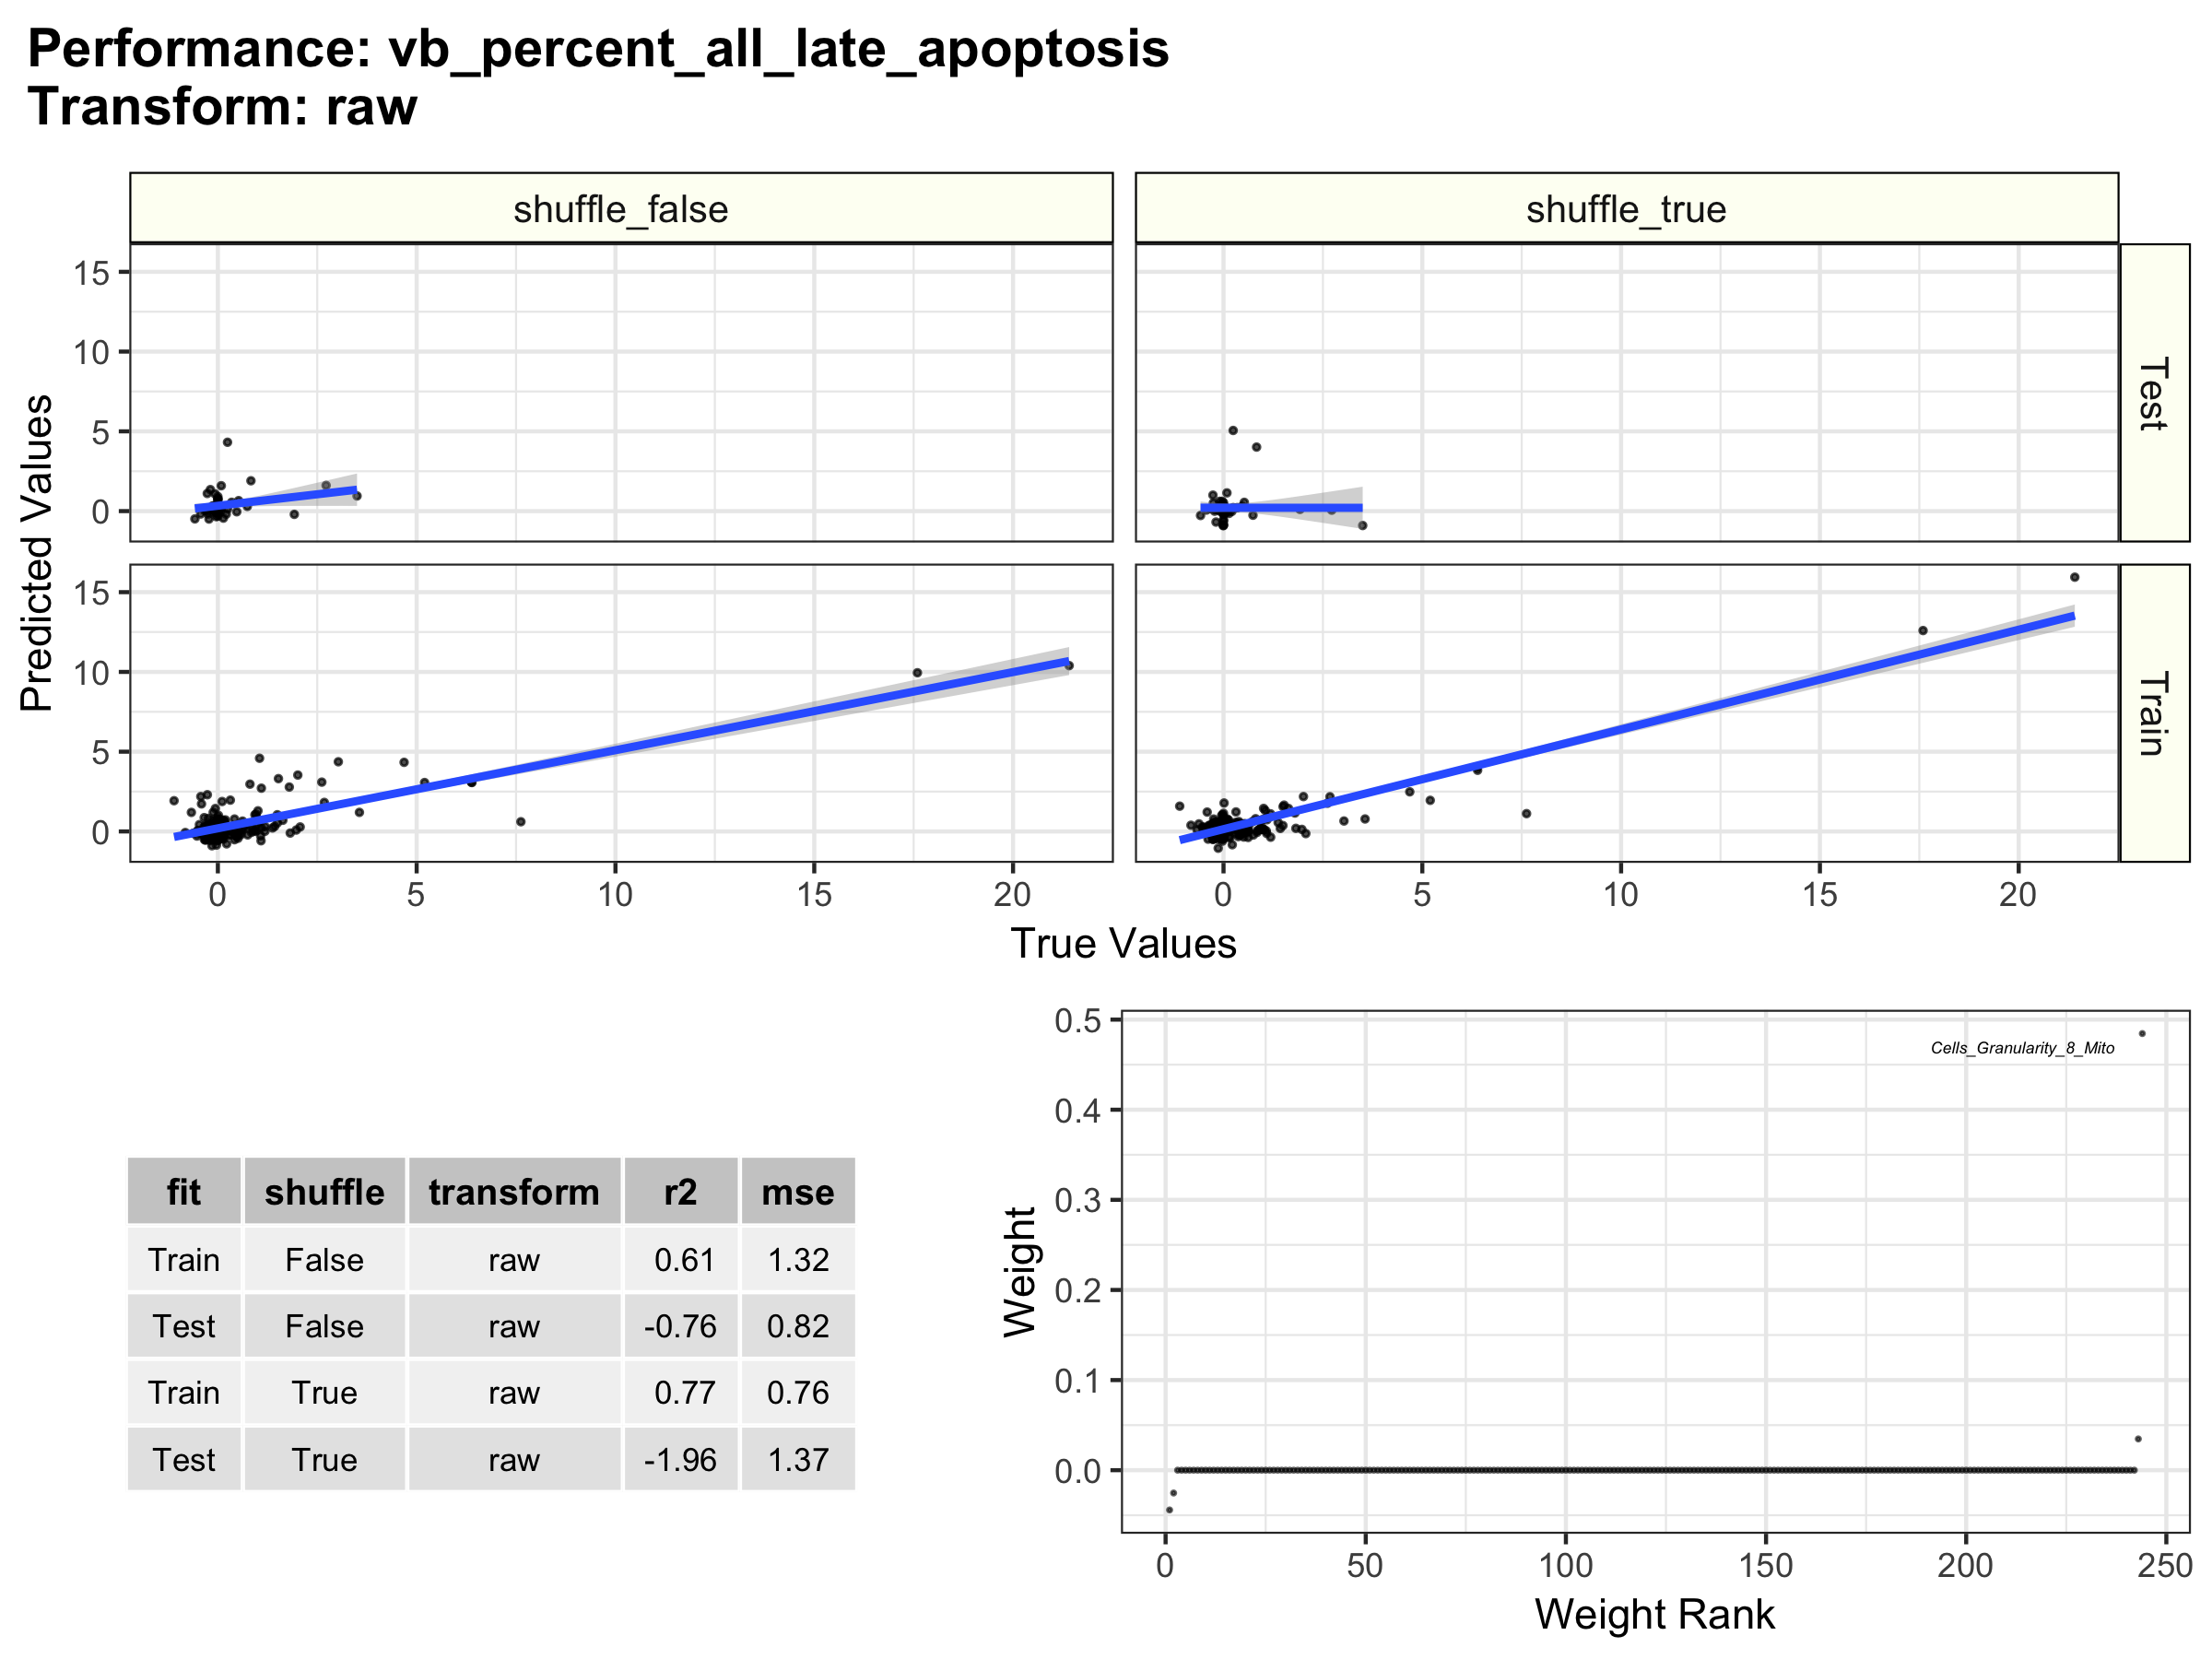 Performance: vb_percent_all_late_apoptosis
Transform: raw
shuffle_false
shuffle_true
15
10
5
0
Test
15
10
5
0
Train
Predicted Values
0
5
10
15
20
0
5
10
15
20
True Values
fit shuffle transform r2 mse
Train False raw 0.61 1.32
Test False raw -0.76 0.82
Train True raw 0.77 0.76
Test True raw -1.96 1.37
0.5
0.4
0.3
0.2
0.1
0.0
Weight
Cells_Granularity_8_Mito
0
50
100
150
200
250
Weight Rank